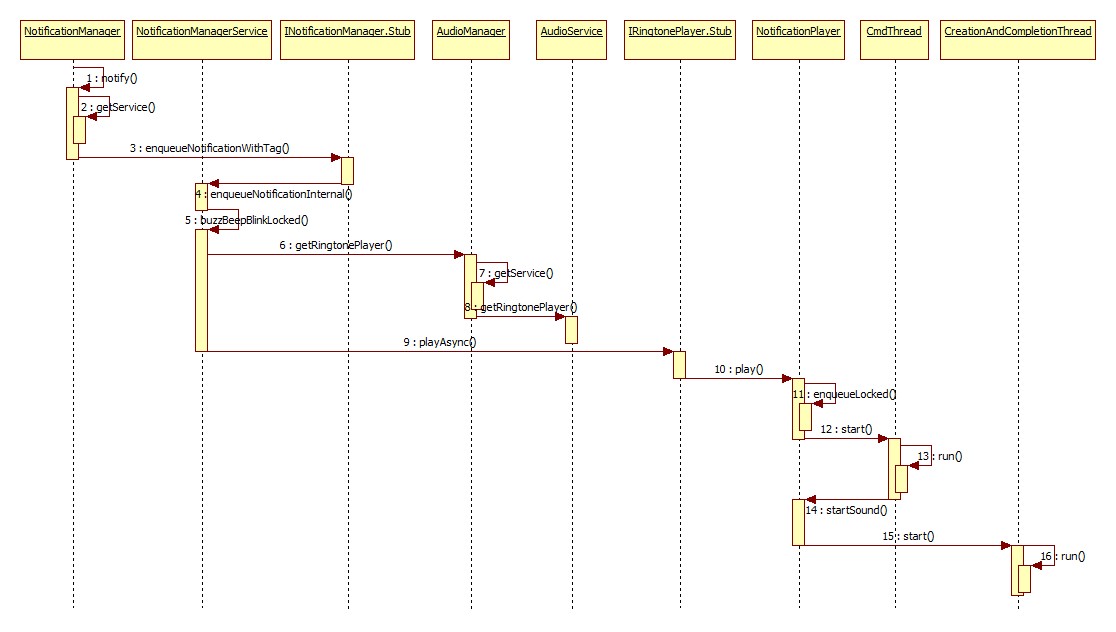 NotificationManager
NotificationManagerService
INotificationManager.Stub
AudioManager
AudioService
IRingtonePlayer.Stub
NotificationPlayer
CmdThread
CreationAndCompletionThread
1 : notify()
2 : getService()
3 : enqueueNotificationWithTag()
4 : enqueueNotificationInternal()
5 : buzzBeepBlinkLocked()
6 : getRingtonePlayer()
7 : getService()
8 : getRingtonePlayer()
9 : playAsync()
10 : play()
11 : enqueueLocked()
12 : start()
13 : run()
14 : startSound()
15 : start()
16 : run()